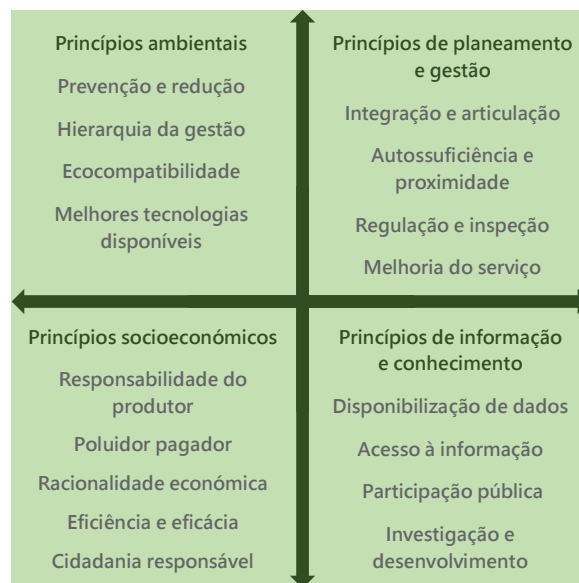 Princípios ambientais
Prevenção e redução
Hierarquia da gestão
Ecocompatibilidade
Melhores tecnologias
disponíveis
Princípios de planeamento
e gestão
Integração e articulação
Autossuficiência e
proximidade
Regulação e inspeção
Melhoria do serviço
Princípios socioeconómicos
Responsabilidade do
produtor
Poluidor pagador
Racionalidade económica
Eficiência e eficácia
Cidadania responsável
Princípios de informação
e conhecimento
Disponibilização de dados
Acesso à informação
Participação pública
Investigação e
desenvolvimento